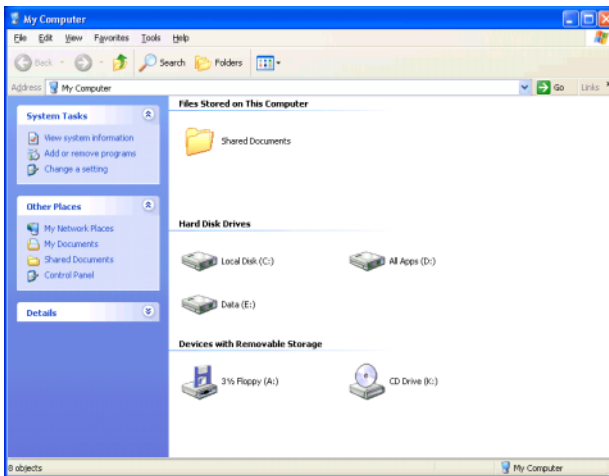 My Computer
File Edit View Favorites Tools Help
Back Search Folders
Address My Computer Go Links
System Tasks
View system information
Add or remove programs
Change a setting
Other Places
My Network Places
My Documents
Shared Documents
Control Panel
Details
Files Stored on This Computer
Shared Documents
Hard Disk Drives
Local Disk (C:) All Apps (D:)
Data (E:)
Devices with Removable Storage
3½ Floppy (A:) CD Drive (K:)
8 objects My Computer